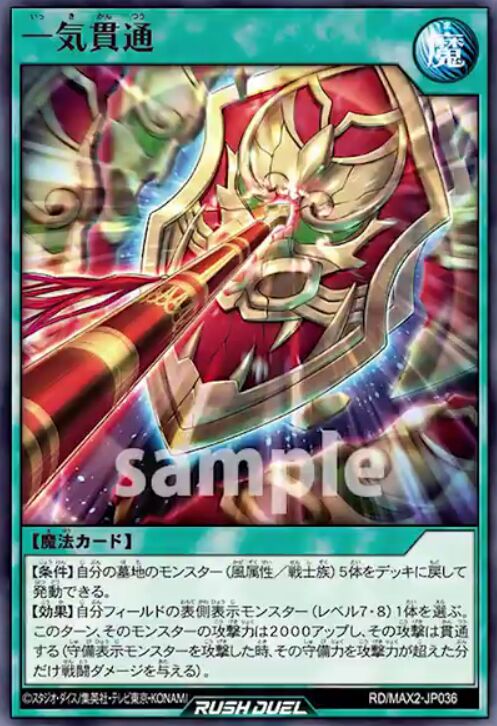 いっ き かん つう
一気貫通
魔
sample
【魔法カード】
【条件】自分の墓地のモンスター（風属性／戦士族）5体をデッキに戻して
発動できる。
【効果】自分フィールドの表側表示モンスター（レベル7・8）1体を選ぶ。
このターン、そのモンスターの攻撃力は2000アップし、その攻撃は貫通
する（守備表示モンスターを攻撃した時、その守備力を攻撃力が超えた分
だけ戦闘ダメージを与える）。
©スタジオ・ダイス/集英社・テレビ東京・KONAMI
RUSH DUEL
RD/MAX2-JP036